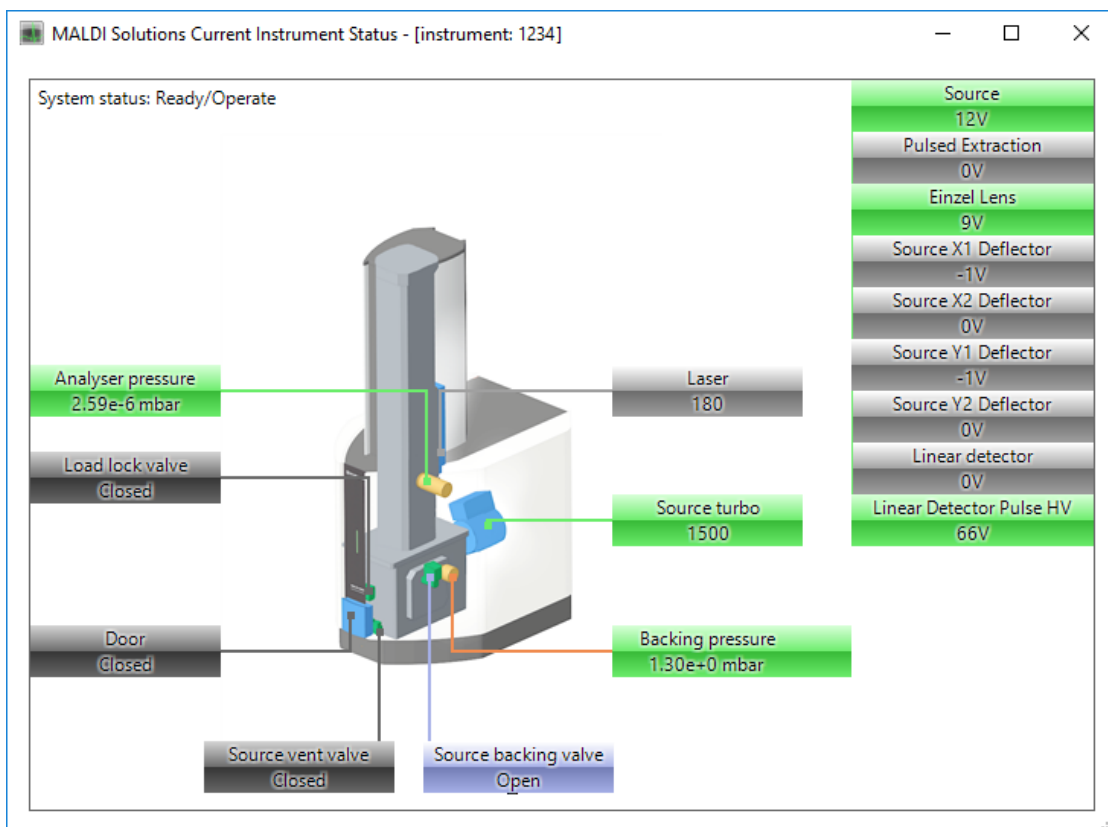 MALDI Solutions Current Instrument Status - [instrument: 1234]
System status: Ready/Operate
Source
12V
Pulsed Extraction
0V
Einzel Lens
9V
Source X1 Deflector
-1V
Source X2 Deflector
0V
Source Y1 Deflector
-1V
Source Y2 Deflector
0V
Linear detector
0V
Linear Detector Pulse HV
66V
Analyser pressure
2.59e-6 mbar
Laser
180
Load lock valve
Closed
Source turbo
1500
Door
Closed
Backing pressure
1.30e+0 mbar
Source vent valve
Closed
Source backing valve
Open